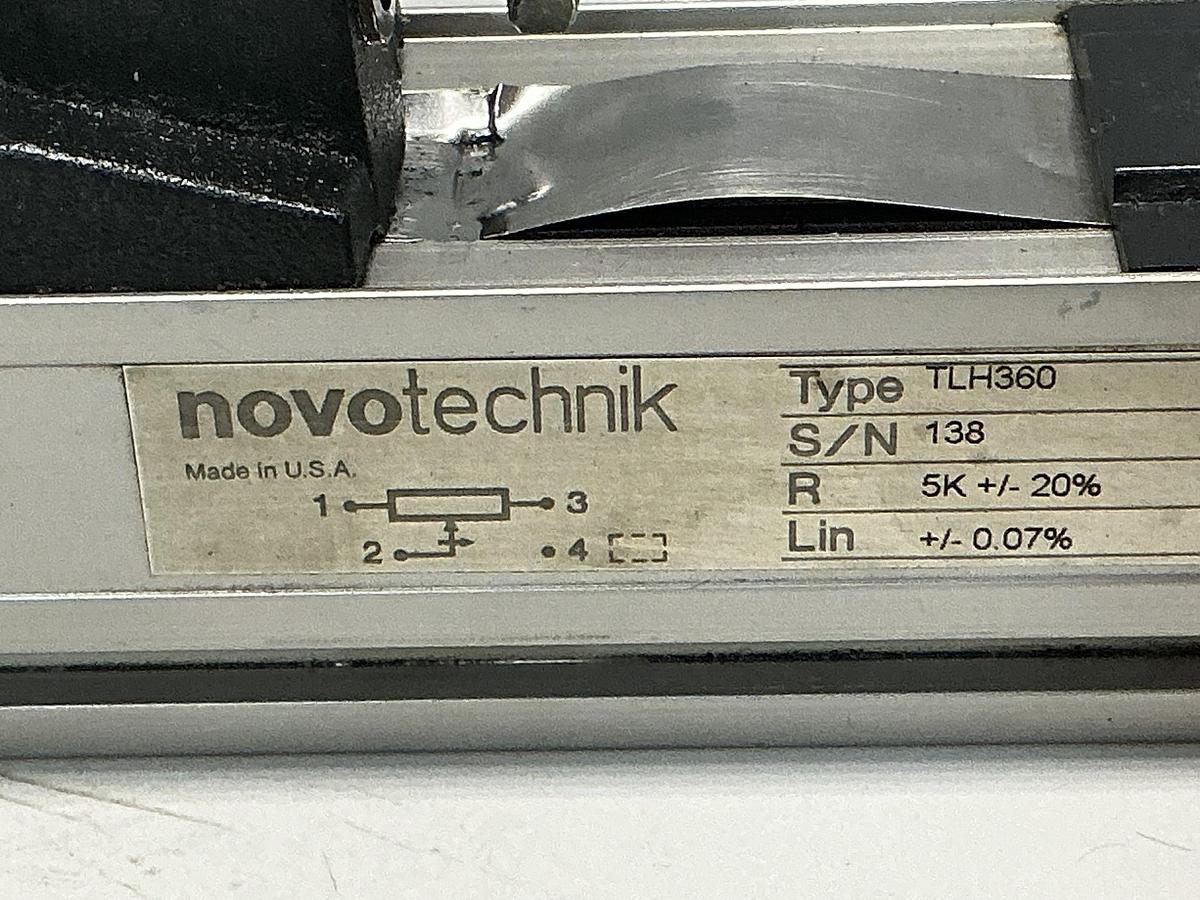 novotechnik
Made in U.S.A.
1 3
2 4
Type TLH360
S/N 138
R 5K +/- 20%
Lin +/- 0.07%